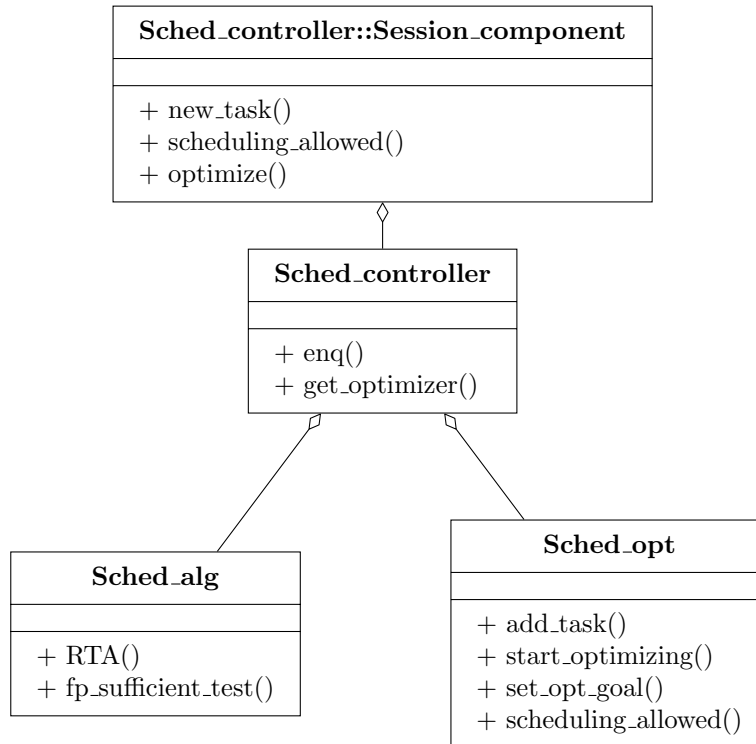 Sched_controller::Session_component
+ new_task()
+ scheduling_allowed()
+ optimize()
Sched_controller
+ enq()
+ get_optimizer()
Sched_alg
+ RTA()
+ fp_sufficient_test()
Sched_opt
+ add_task()
+ start_optimizing()
+ set_opt_goal()
+ scheduling_allowed()